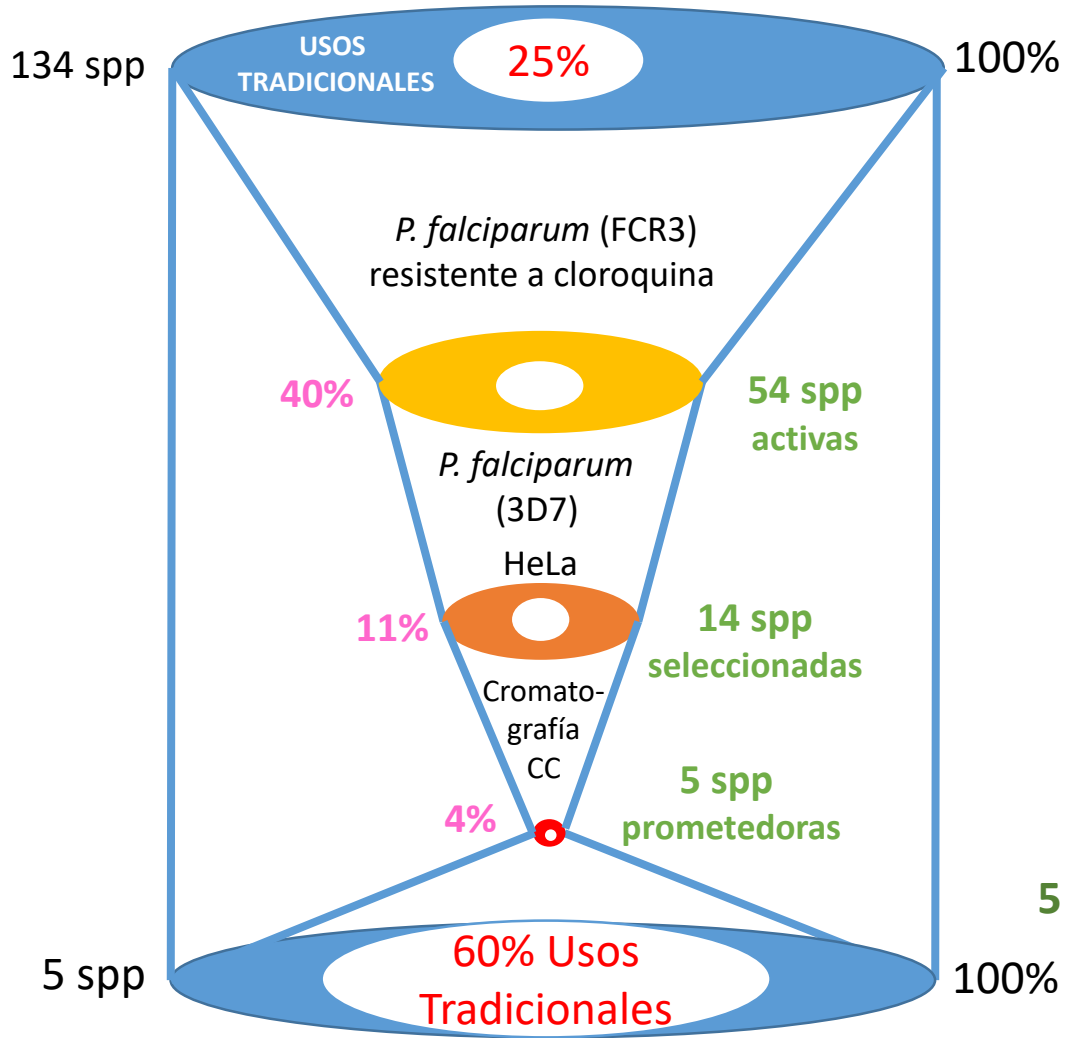 134 spp
USOS
TRADICIONALES
25%
100%
P. falciparum (FCR3)
resistente a cloroquina
40%
54 spp
activas
P. falciparum
(3D7)
HeLa
11%
14 spp
seleccionadas
Cromato-
grafía
CC
4%
5 spp
prometedoras
5
5 spp
60% Usos
Tradicionales
100%